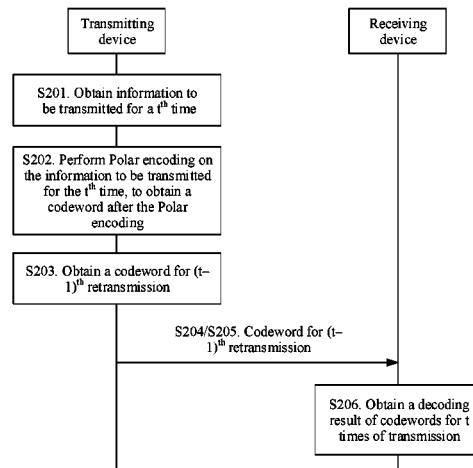 Transmitting
device
Receiving
device
S201. Obtain information to
be transmitted for a tth time
S202. Perform Polar encoding on
the information to be transmitted
for the tth time, to obtain a
codeword after the Polar
encoding
S203. Obtain a codeword for (t–
1)th retransmission
S204/S205. Codeword for (t–
1)th retransmission
S206. Obtain a decoding
result of codewords for t
times of transmission